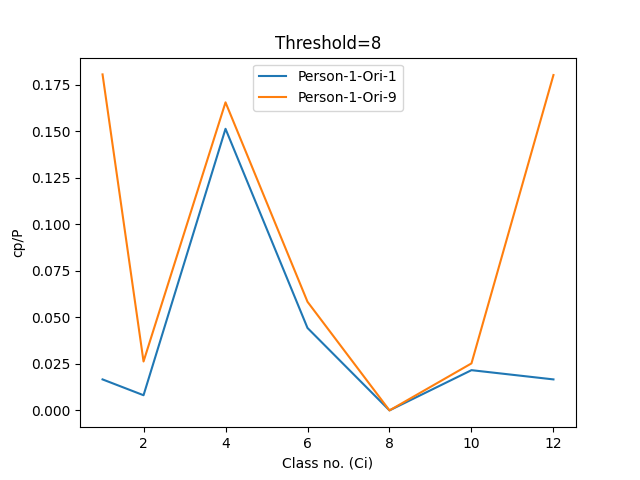 Threshold=8
Person-1-Ori-1
Person-1-Ori-9
0.175
0.150
0.125
0.100
0.075
0.050
0.025
0.000
cp/P
2 4 6 8 10 12
Class no. (Ci)